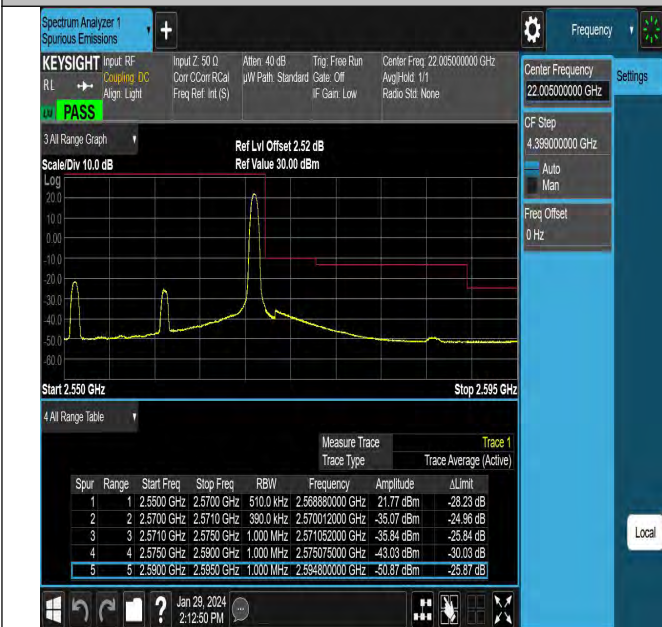 Spectrum Analyzer 1
Spurious Emissions
Frequency
KEYSIGHT
RL
Input: RF
Coupling: DC
Align: Light
Input Z: 50 Ω
Corr CCorr RCal
Freq Ref: Int (S)
Atten: 40 dB
µW Path: Standard
Trig: Free Run
Gate: Off
IF Gain: Low
Center Freq: 22.005000000 GHz
Avg|Hold: 1/1
Radio Std: None
PASS
Center Frequency
22.005000000 GHz
Settings
CF Step
4.399000000 GHz
Auto
Man
Freq Offset
0 Hz
3 All Range Graph
Scale/Div 10.0 dB
Ref Lvl Offset 2.52 dB
Ref Value 30.00 dBm
Log
20.0
10.0
0.00
-10.0
-20.0
-30.0
-40.0
-50.0
-60.0
Start 2.550 GHz
Stop 2.595 GHz
4 All Range Table
Measure Trace Trace 1
Trace Type Trace Average (Active)
Spur Range Start Freq Stop Freq RBW Frequency Amplitude ΔLimit
1 1 2.5500 GHz 2.5700 GHz 510.0 kHz 2.568880000 GHz 21.77 dBm -28.23 dB
2 2 2.5700 GHz 2.5710 GHz 390.0 kHz 2.570012000 GHz -35.07 dBm -24.96 dB
3 3 2.5710 GHz 2.5750 GHz 1.000 MHz 2.571052000 GHz -35.84 dBm -25.84 dB
4 4 2.5750 GHz 2.5900 GHz 1.000 MHz 2.575075000 GHz -43.03 dBm -30.03 dB
5 5 2.5900 GHz 2.5950 GHz 1.000 MHz 2.594800000 GHz -50.87 dBm -25.87 dB
Local
Jan 29, 2024
2:12:50 PM